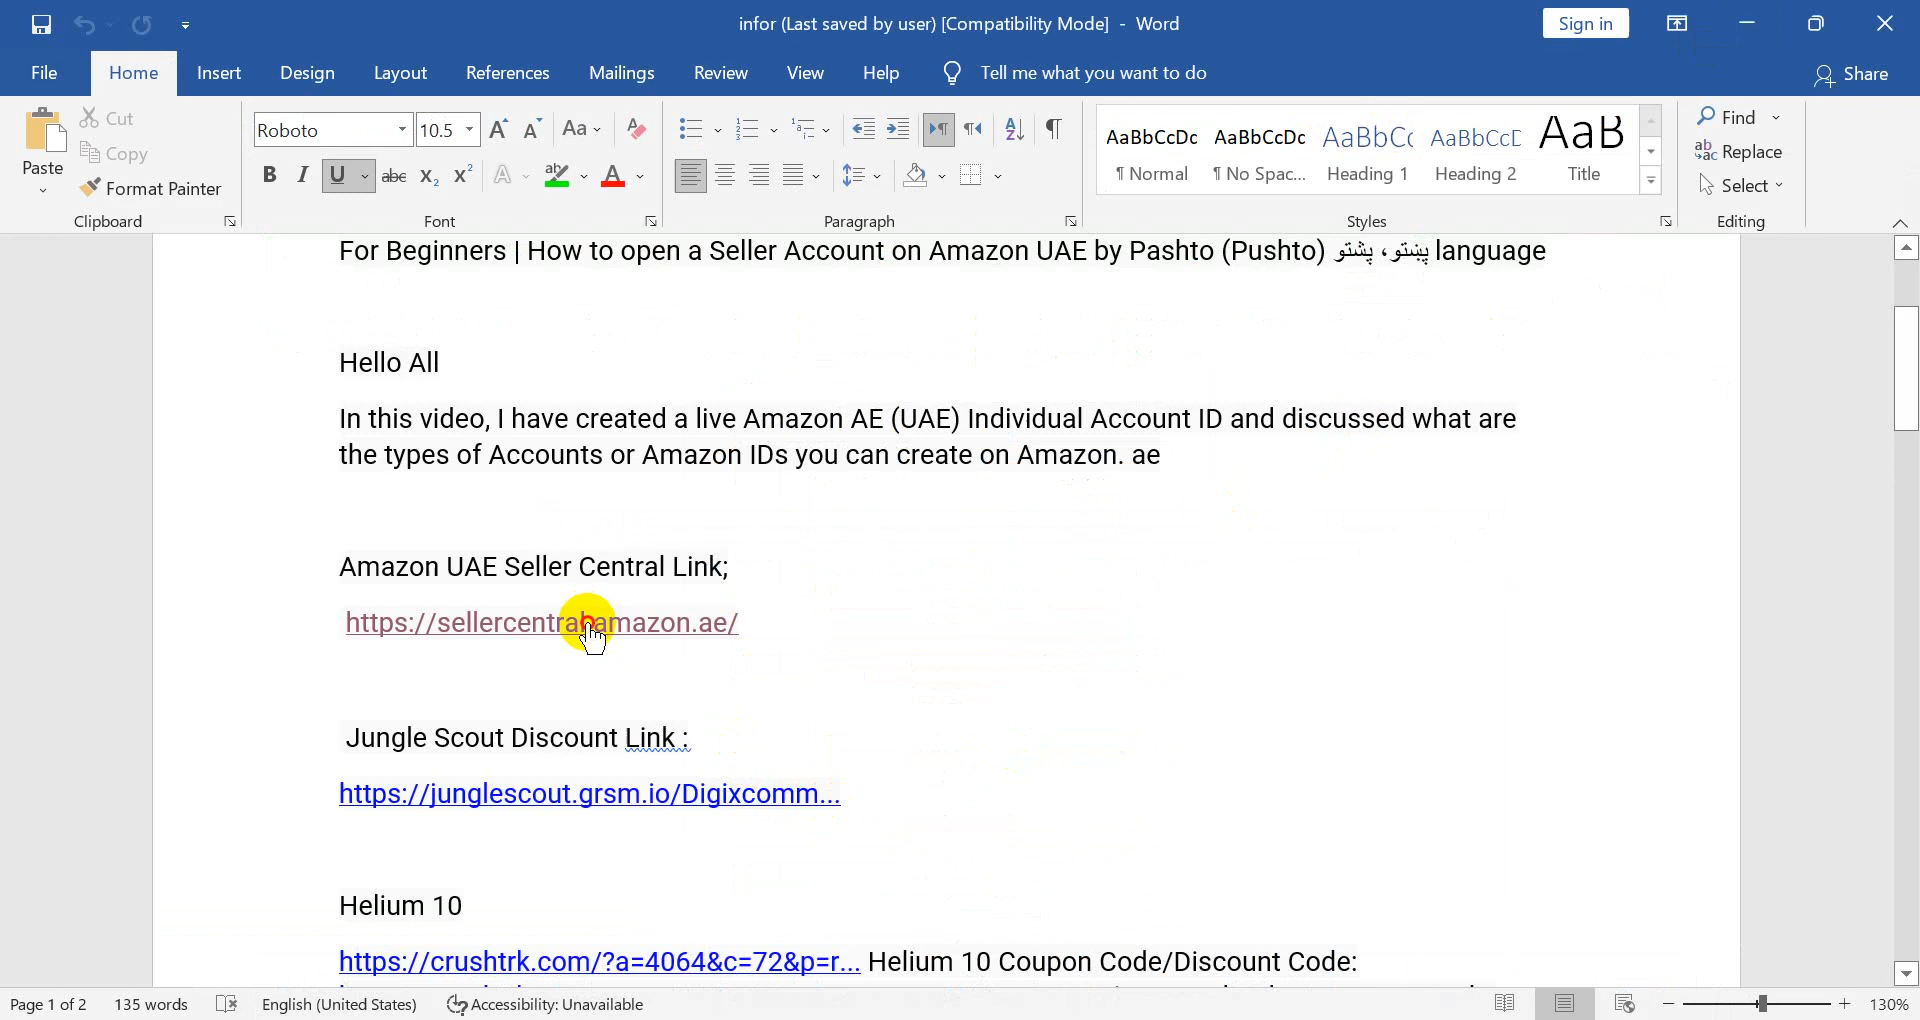 infor (Last saved by user) [Compatibility Mode] - Word
Sign in
File Home Insert Design Layout References Mailings Review View Help Tell me what you want to do Share
Paste
Cut
Copy
Format Painter
Clipboard
Roboto 10.5
Font
Paragraph
AaBbCcDc AaBbCcDc AaBbC AaBbCcE AaB
¶ Normal ¶ No Spac... Heading 1 Heading 2 Title
Styles
Find
Replace
Select
Editing
For Beginners | How to open a Seller Account on Amazon UAE by Pashto (Pushto) پښتو، پشتو language
Hello All
In this video, I have created a live Amazon AE (UAE) Individual Account ID and discussed what are
the types of Accounts or Amazon IDs you can create on Amazon. ae
Amazon UAE Seller Central Link;
https://sellercentral.amazon.ae/
Jungle Scout Discount Link :
https://junglescout.grsm.io/Digixcomm...
Helium 10
https://crushtrk.com/?a=4064&c=72&p=r... Helium 10 Coupon Code/Discount Code:
Page 1 of 2 135 words English (United States) Accessibility: Unavailable 130%